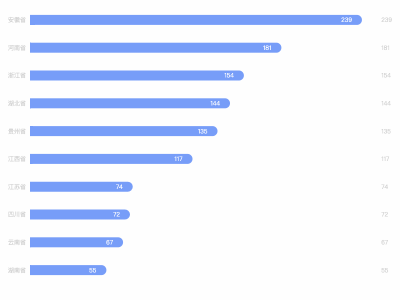 安徽省 239 239
河南省 181 181
浙江省 154 154
湖北省 144 144
贵州省 135 135
江西省 117 117
江苏省 74 74
四川省 72 72
云南省 67 67
湖南省 55 55